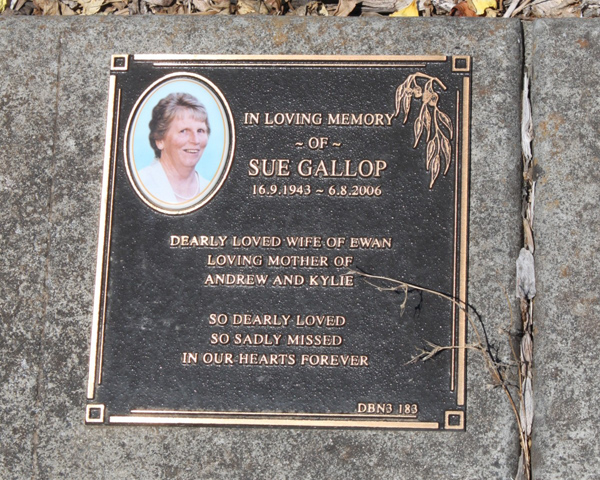 IN LOVING MEMORY
~ OF ~
SUE GALLOP
16.9.1943 ~ 6.8.2006
DEARLY LOVED WIFE OF EWAN
LOVING MOTHER OF
ANDREW AND KYLIE
SO DEARLY LOVED
SO SADLY MISSED
IN OUR HEARTS FOREVER
DBN3 183